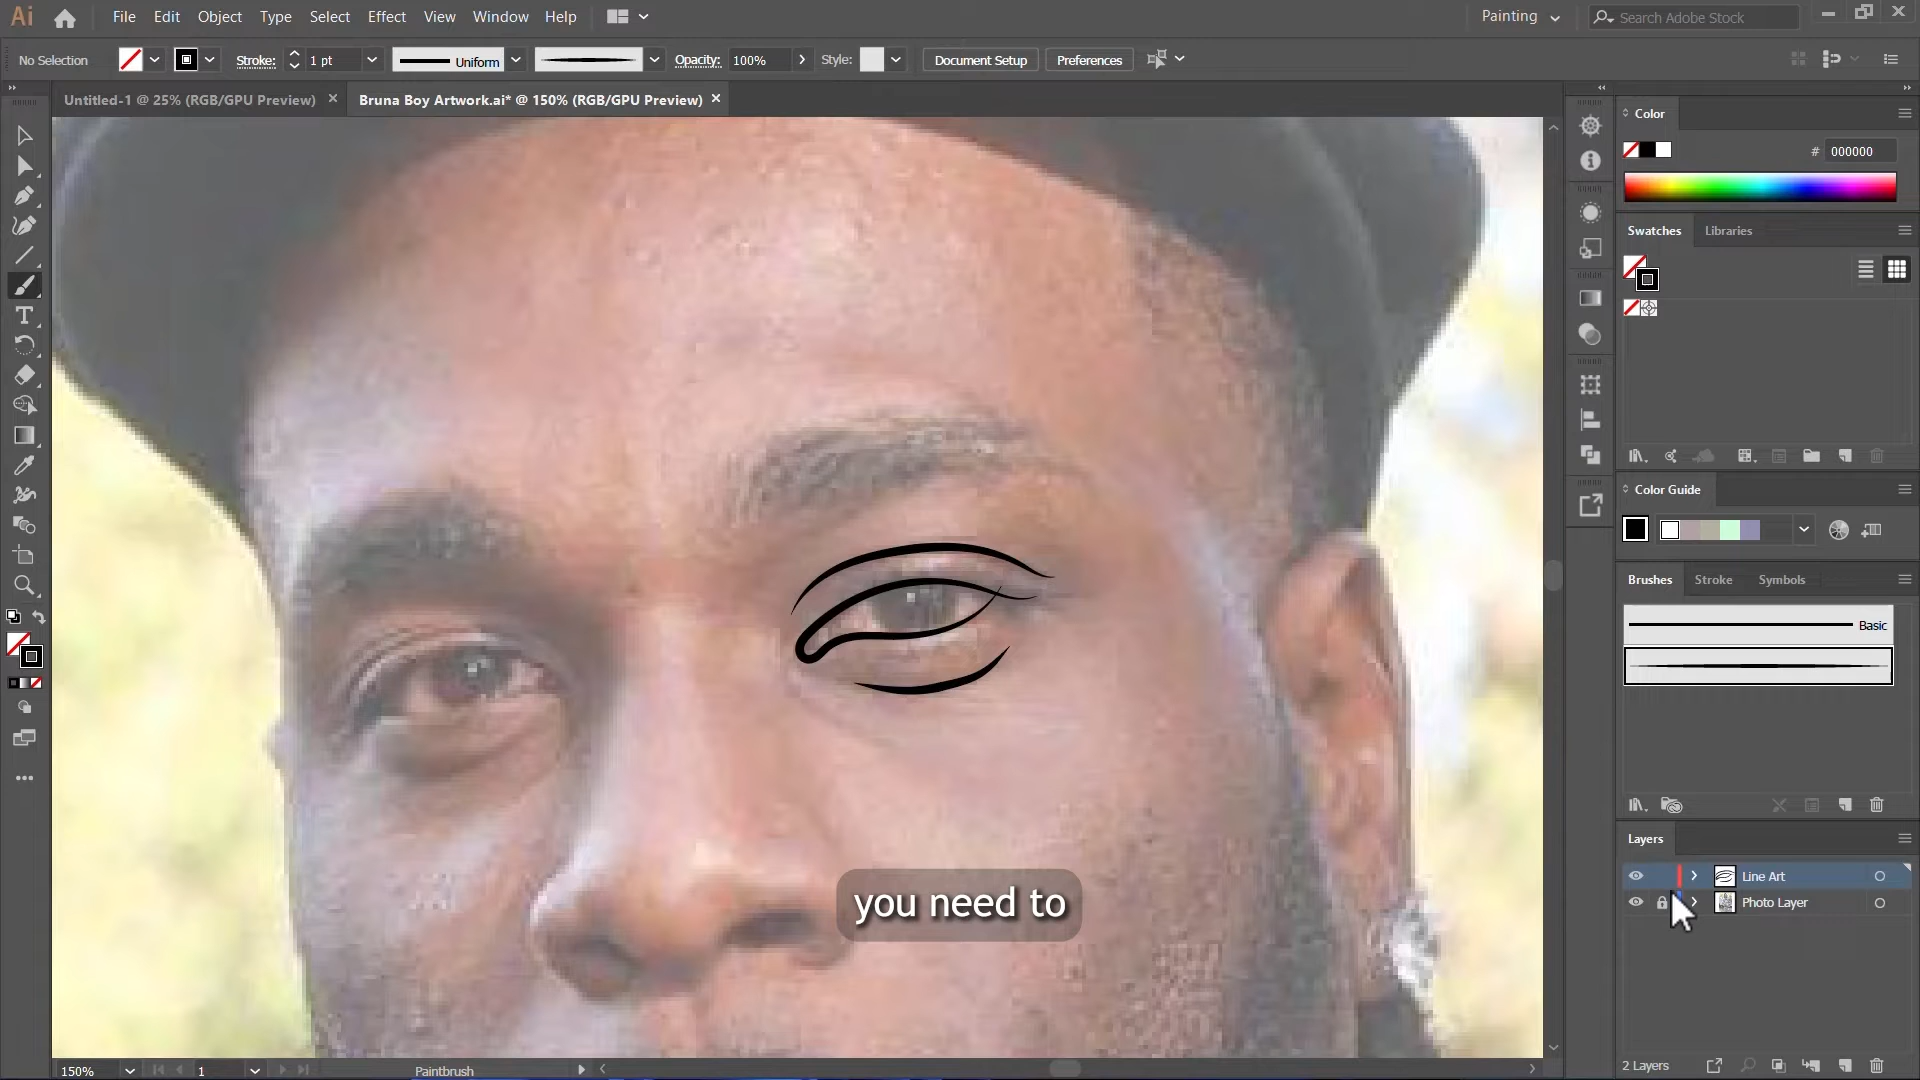 Ai File Edit Object Type Select Effect View Window Help Painting Search Adobe Stock
No Selection Stroke: 1 pt Uniform Opacity: 100% Style: Document Setup Preferences
Untitled-1 @ 25% (RGB/GPU Preview) Bruna Boy Artwork.ai* @ 150% (RGB/GPU Preview)
Color
# 000000
Swatches Libraries
Color Guide
Brushes Stroke Symbols
Basic
Layers
Line Art
Photo Layer
you need to
2 Layers
150% 1 Paintbrush